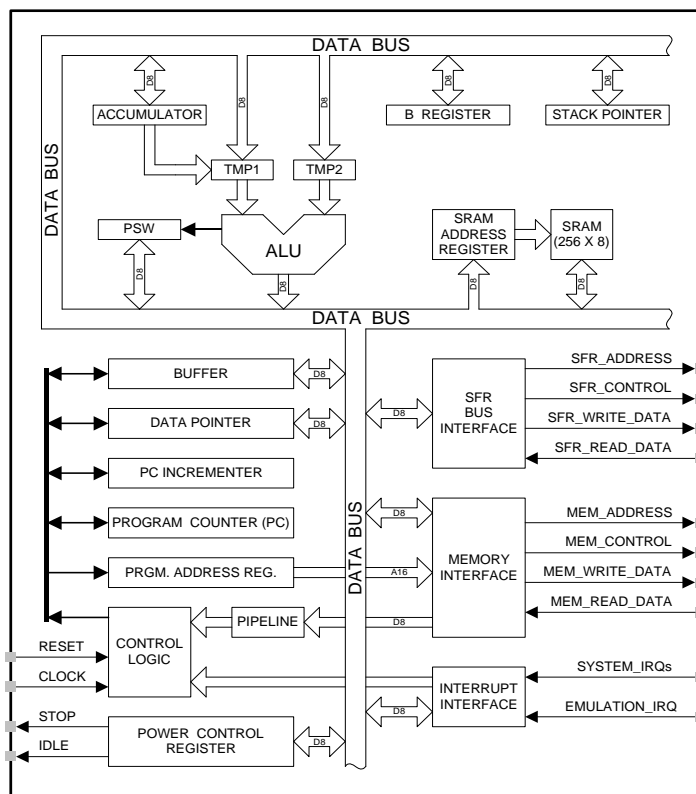 DATA BUS
D8
D8
D8
D8
D8
ACCUMULATOR
B REGISTER
STACK POINTER
DATA BUS
TMP1
TMP2
PSW
ALU
SRAM
ADDRESS
REGISTER
SRAM
(256 X 8)
D8
D8
D8
D8
DATA BUS
BUFFER
D8
SFR_ADDRESS
SFR_CONTROL
DATA POINTER
D8
D8
SFR
BUS
INTERFACE
SFR_WRITE_DATA
SFR_READ_DATA
PC INCREMENTER
PROGRAM COUNTER (PC)
D8
MEM_ADDRESS
MEM_CONTROL
DATA BUS
PRGM. ADDRESS REG.
A16
MEMORY
INTERFACE
MEM_WRITE_DATA
MEM_READ_DATA
PIPELINE
D8
RESET
CONTROL
LOGIC
CLOCK
SYSTEM_IRQs
INTERRUPT
INTERFACE
EMULATION_IRQ
STOP
D8
POWER CONTROL
REGISTER
D8
IDLE